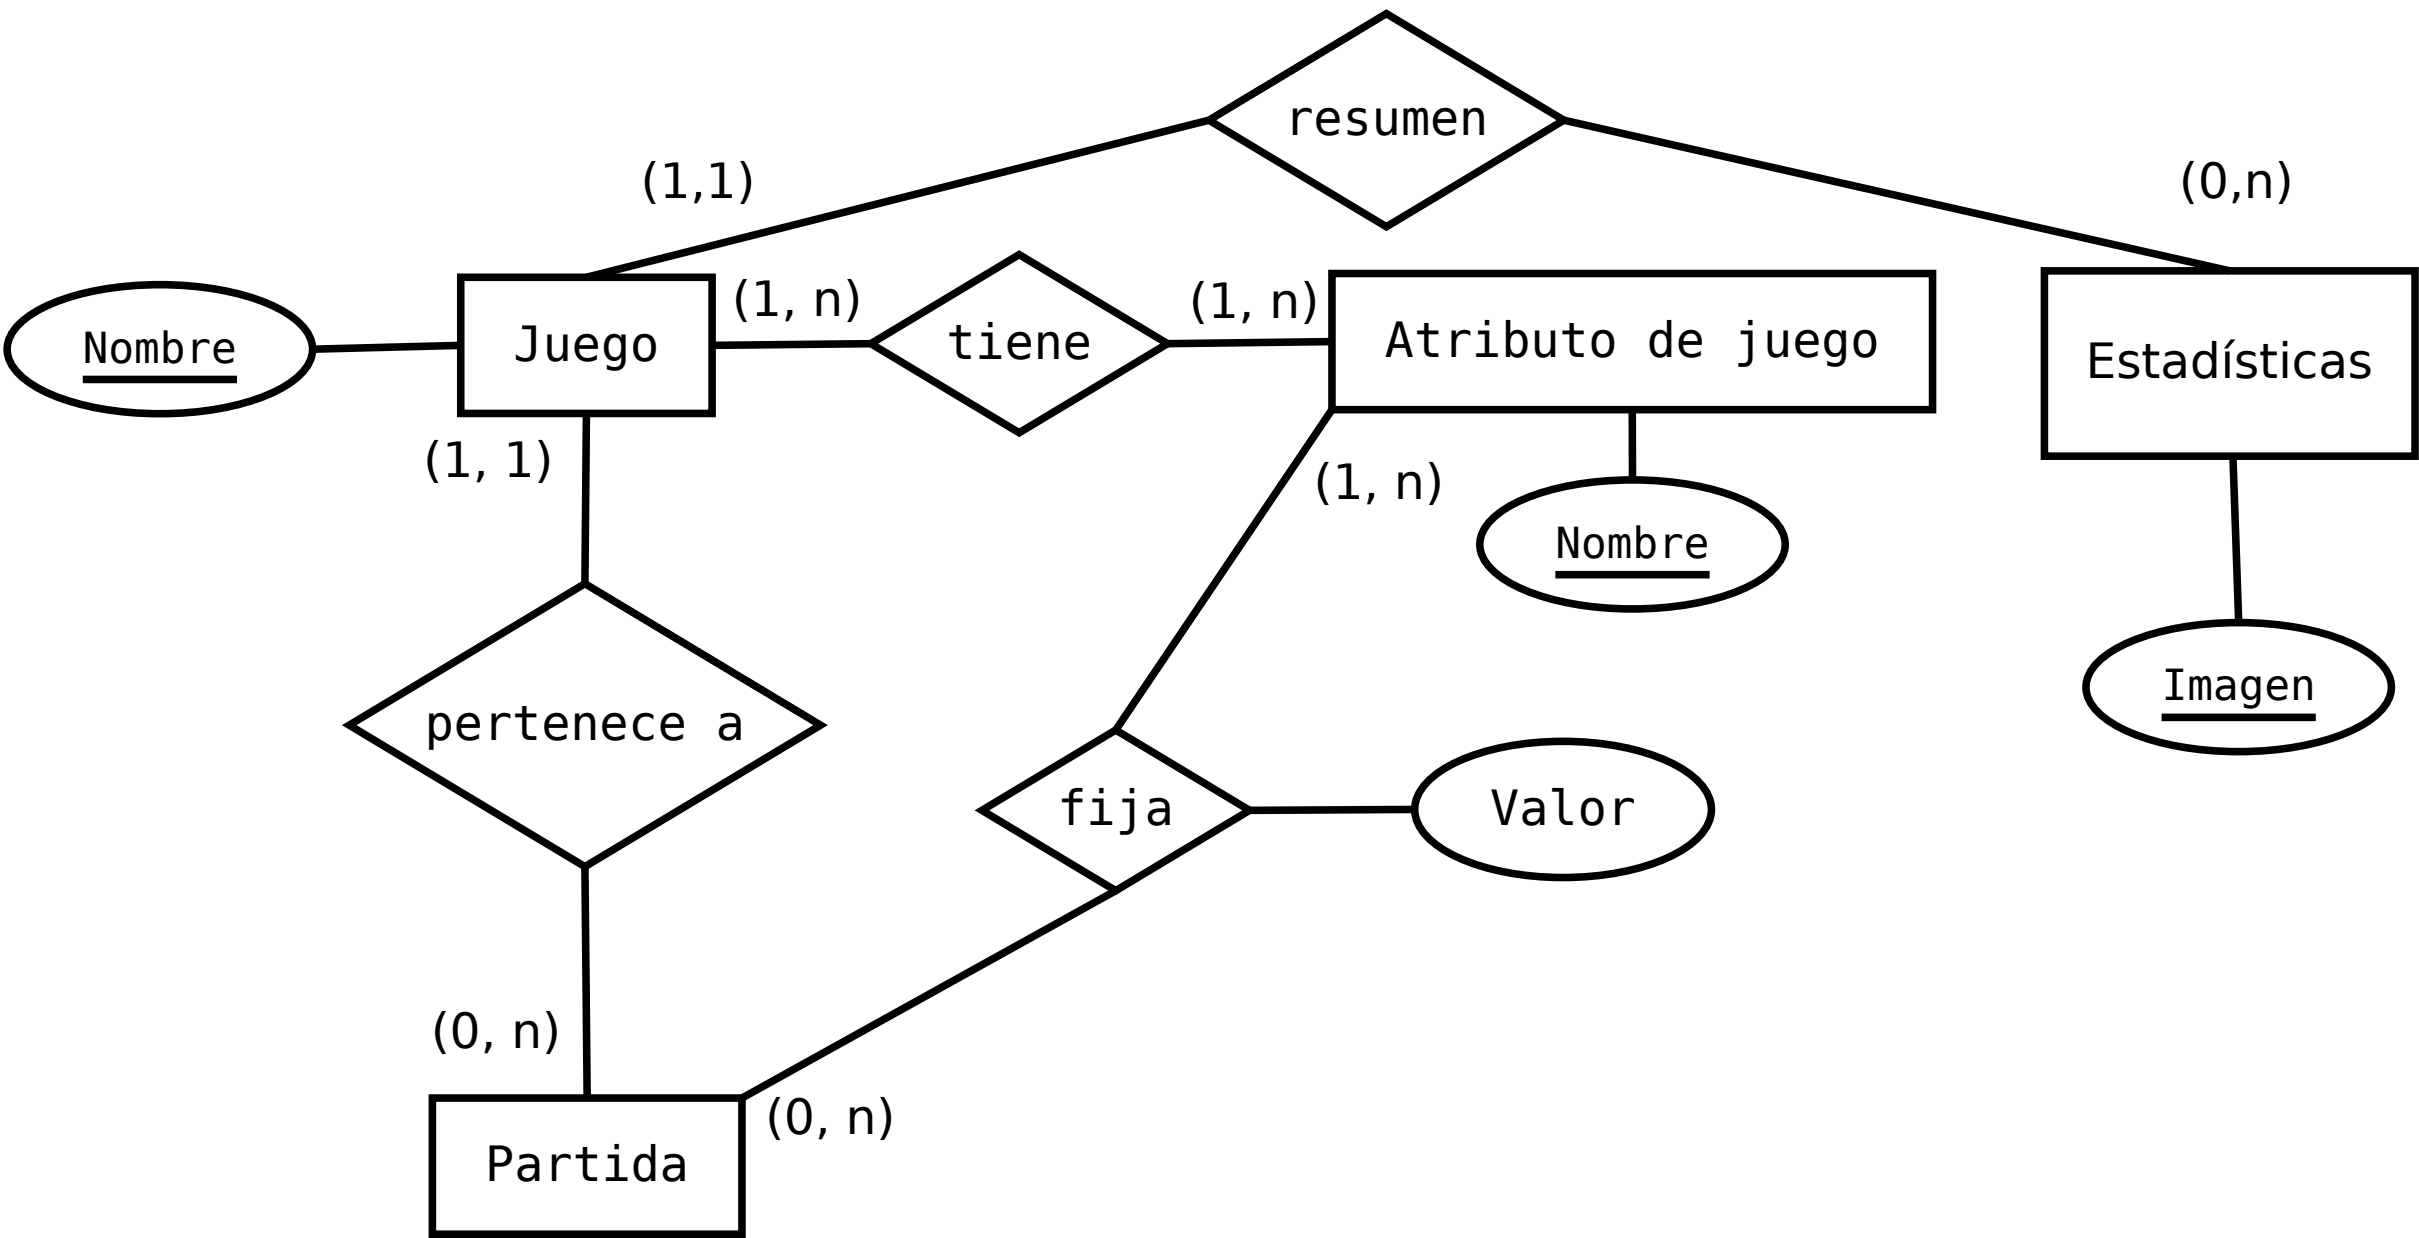 resumen
(1,1)
(0,n)
Nombre
Juego
(1, n)
tiene
(1, n)
Atributo de juego
Estadísticas
(1, 1)
(1, n)
Nombre
Imagen
pertenece a
fija
Valor
(0, n)
(0, n)
Partida